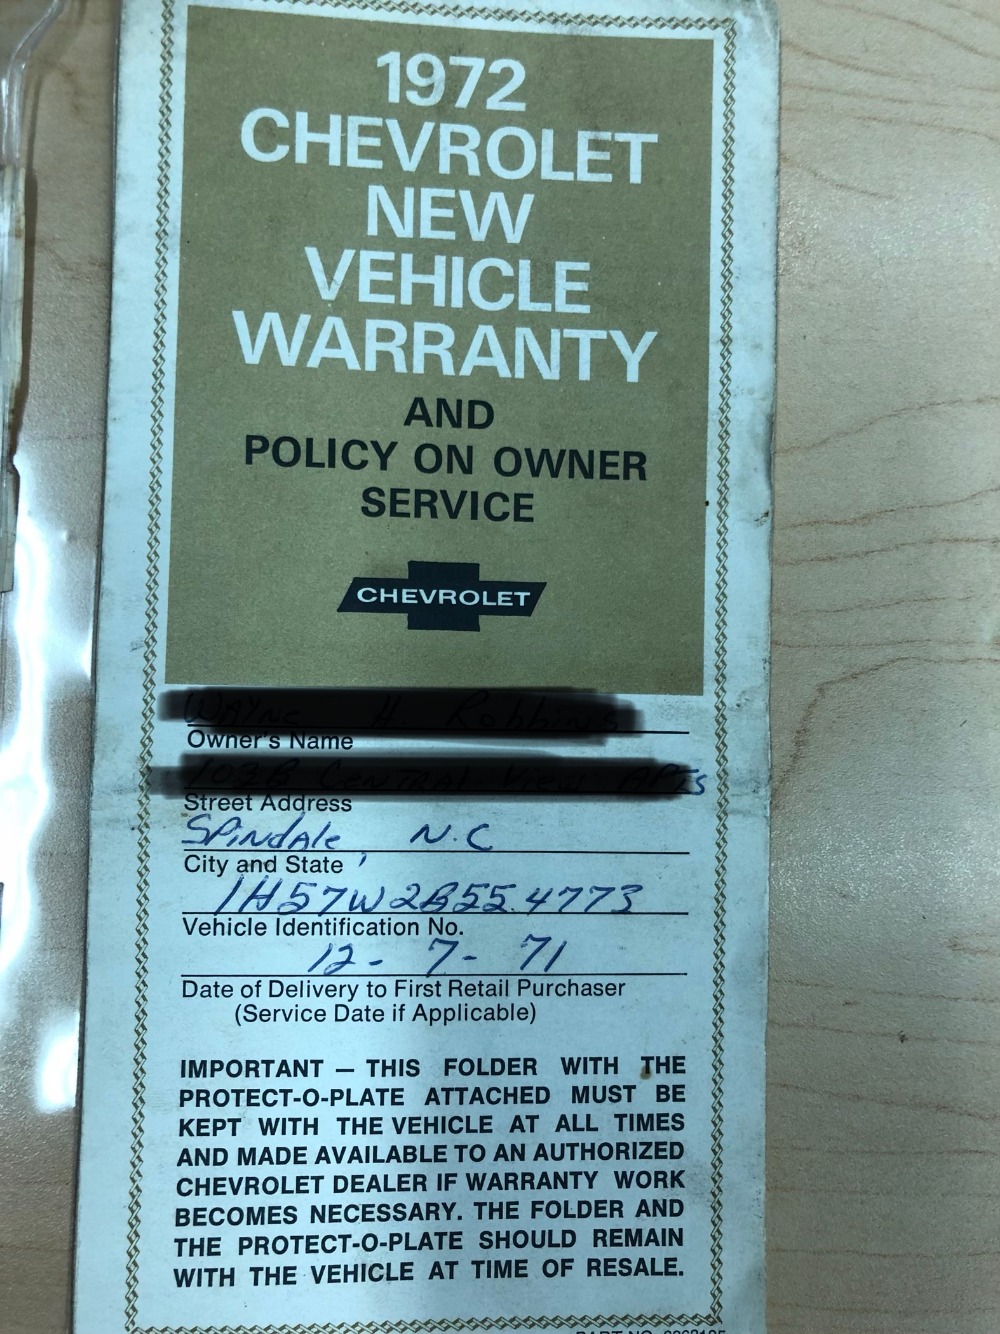 1972
CHEVROLET
NEW
VEHICLE
WARRANTY
AND
POLICY ON OWNER
SERVICE
CHEVROLET
Owner's Name
Street Address
Spindale, N.C
City and State
1H57W2B554773
Vehicle Identification No.
12- 7- 71
Date of Delivery to First Retail Purchaser
(Service Date if Applicable)
IMPORTANT — THIS FOLDER WITH THE
PROTECT-O-PLATE ATTACHED MUST BE
KEPT WITH THE VEHICLE AT ALL TIMES
AND MADE AVAILABLE TO AN AUTHORIZED
CHEVROLET DEALER IF WARRANTY WORK
BECOMES NECESSARY. THE FOLDER AND
THE PROTECT-O-PLATE SHOULD REMAIN
WITH THE VEHICLE AT TIME OF RESALE.
PART NO.